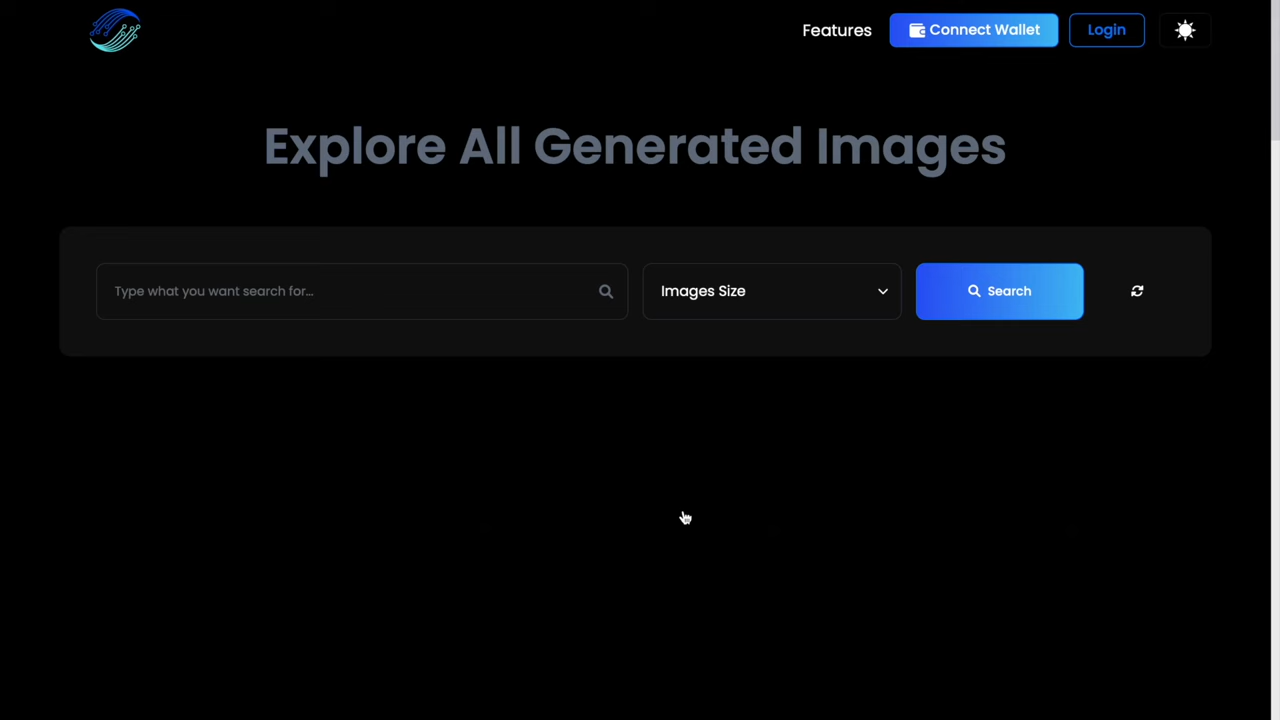 Features
Connect Wallet
Login
Explore All Generated Images
Type what you want search for...
Images Size
Search